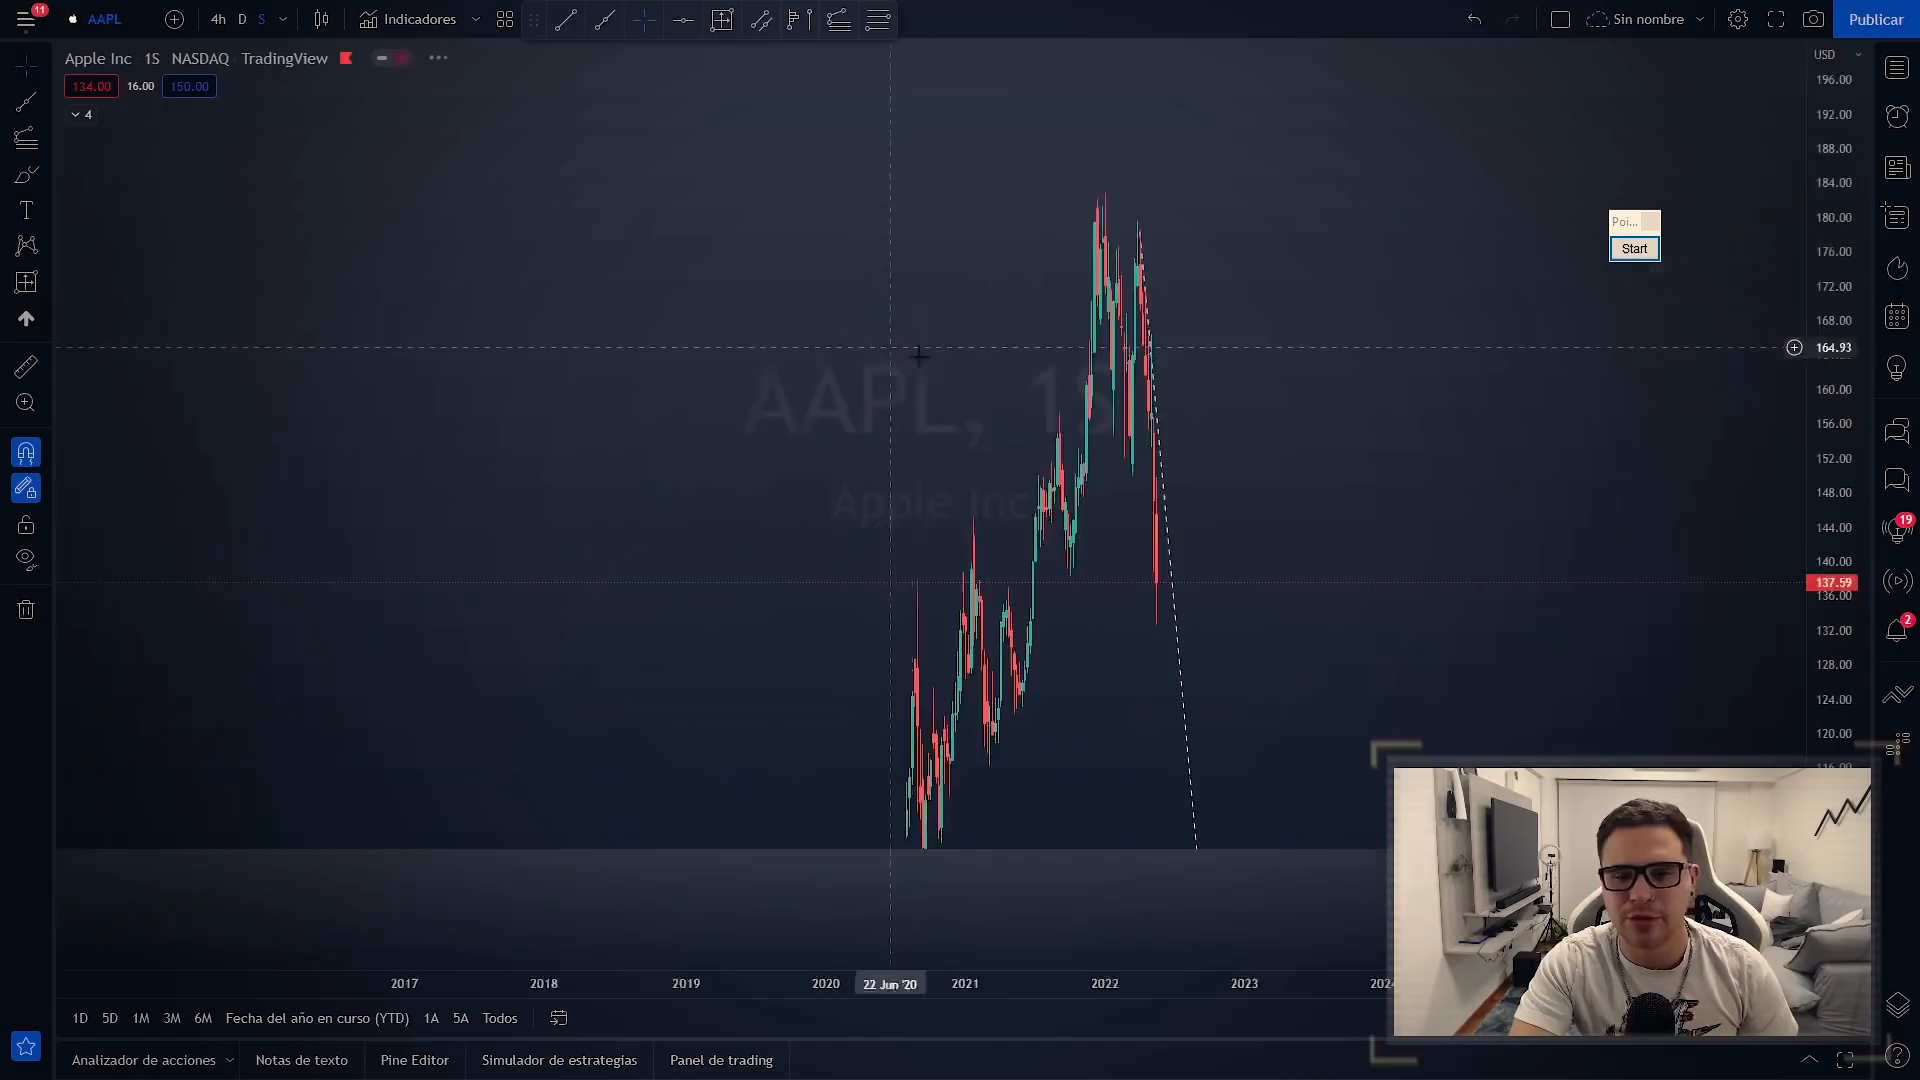 11
AAPL
4h D S
Indicadores
Sin nombre
Publicar
Apple Inc 1S NASDAQ TradingView
134.00 16.00 150.00
4
USD
196.00
192.00
188.00
184.00
180.00
176.00
172.00
168.00
164.93
160.00
156.00
152.00
148.00
144.00
140.00
137.59
136.00
132.00
128.00
124.00
120.00
Poi...
Start
AAPL, 1S
Apple Inc
19
2
2017 2018 2019 2020 22 Jun '20 2021 2022 2023
1D 5D 1M 3M 6M Fecha del año en curso (YTD) 1A 5A Todos
Analizador de acciones Notas de texto Pine Editor Simulador de estrategias Panel de trading